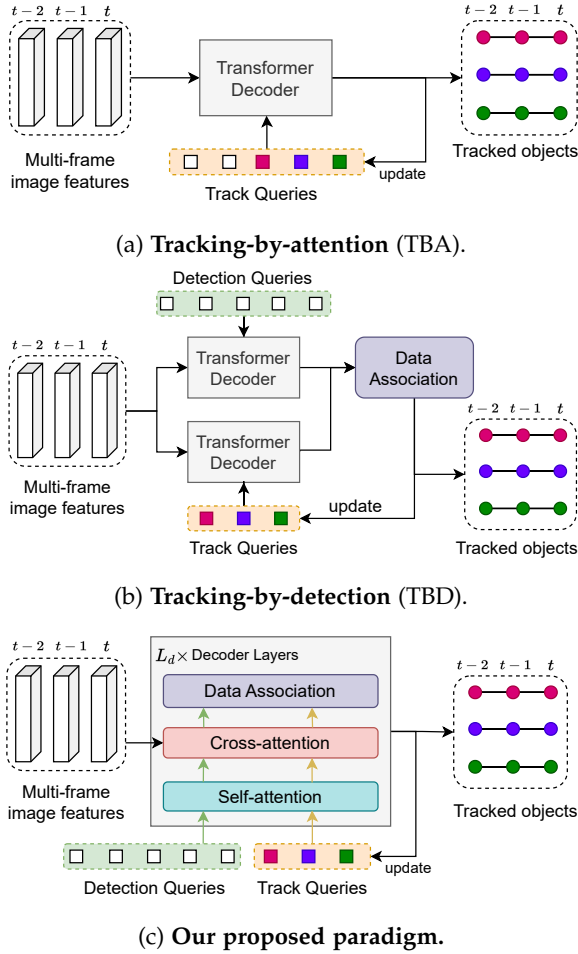 t − 2 t − 1 t
Multi-frame
image features
Transformer
Decoder
Track Queries
update
t − 2 t − 1 t
Tracked objects
(a) Tracking-by-attention (TBA).
Detection Queries
t − 2 t − 1 t
Multi-frame
image features
Transformer
Decoder
Transformer
Decoder
Data
Association
Track Queries
update
t − 2 t − 1 t
Tracked objects
(b) Tracking-by-detection (TBD).
t − 2 t − 1 t
Multi-frame
image features
L_d× Decoder Layers
Data Association
Cross-attention
Self-attention
Detection Queries
Track Queries
update
t − 2 t − 1 t
Tracked objects
(c) Our proposed paradigm.